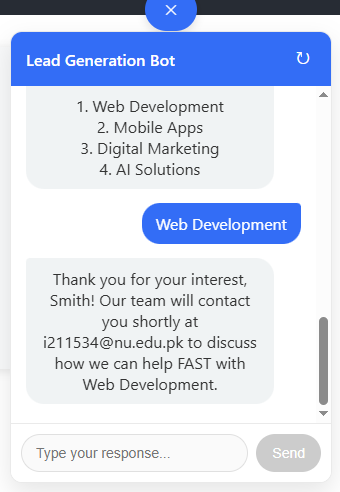 Lead Generation Bot
1. Web Development
2. Mobile Apps
3. Digital Marketing
4. AI Solutions
Web Development
Thank you for your interest,
Smith! Our team will contact
you shortly at
i211534@nu.edu.pk to discuss
how we can help FAST with
Web Development.
Type your response...
Send